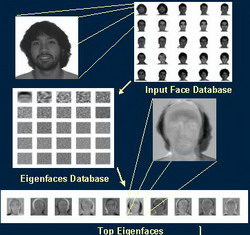 Input Face Database
Eigenfaces Database
Top Eigenfaces